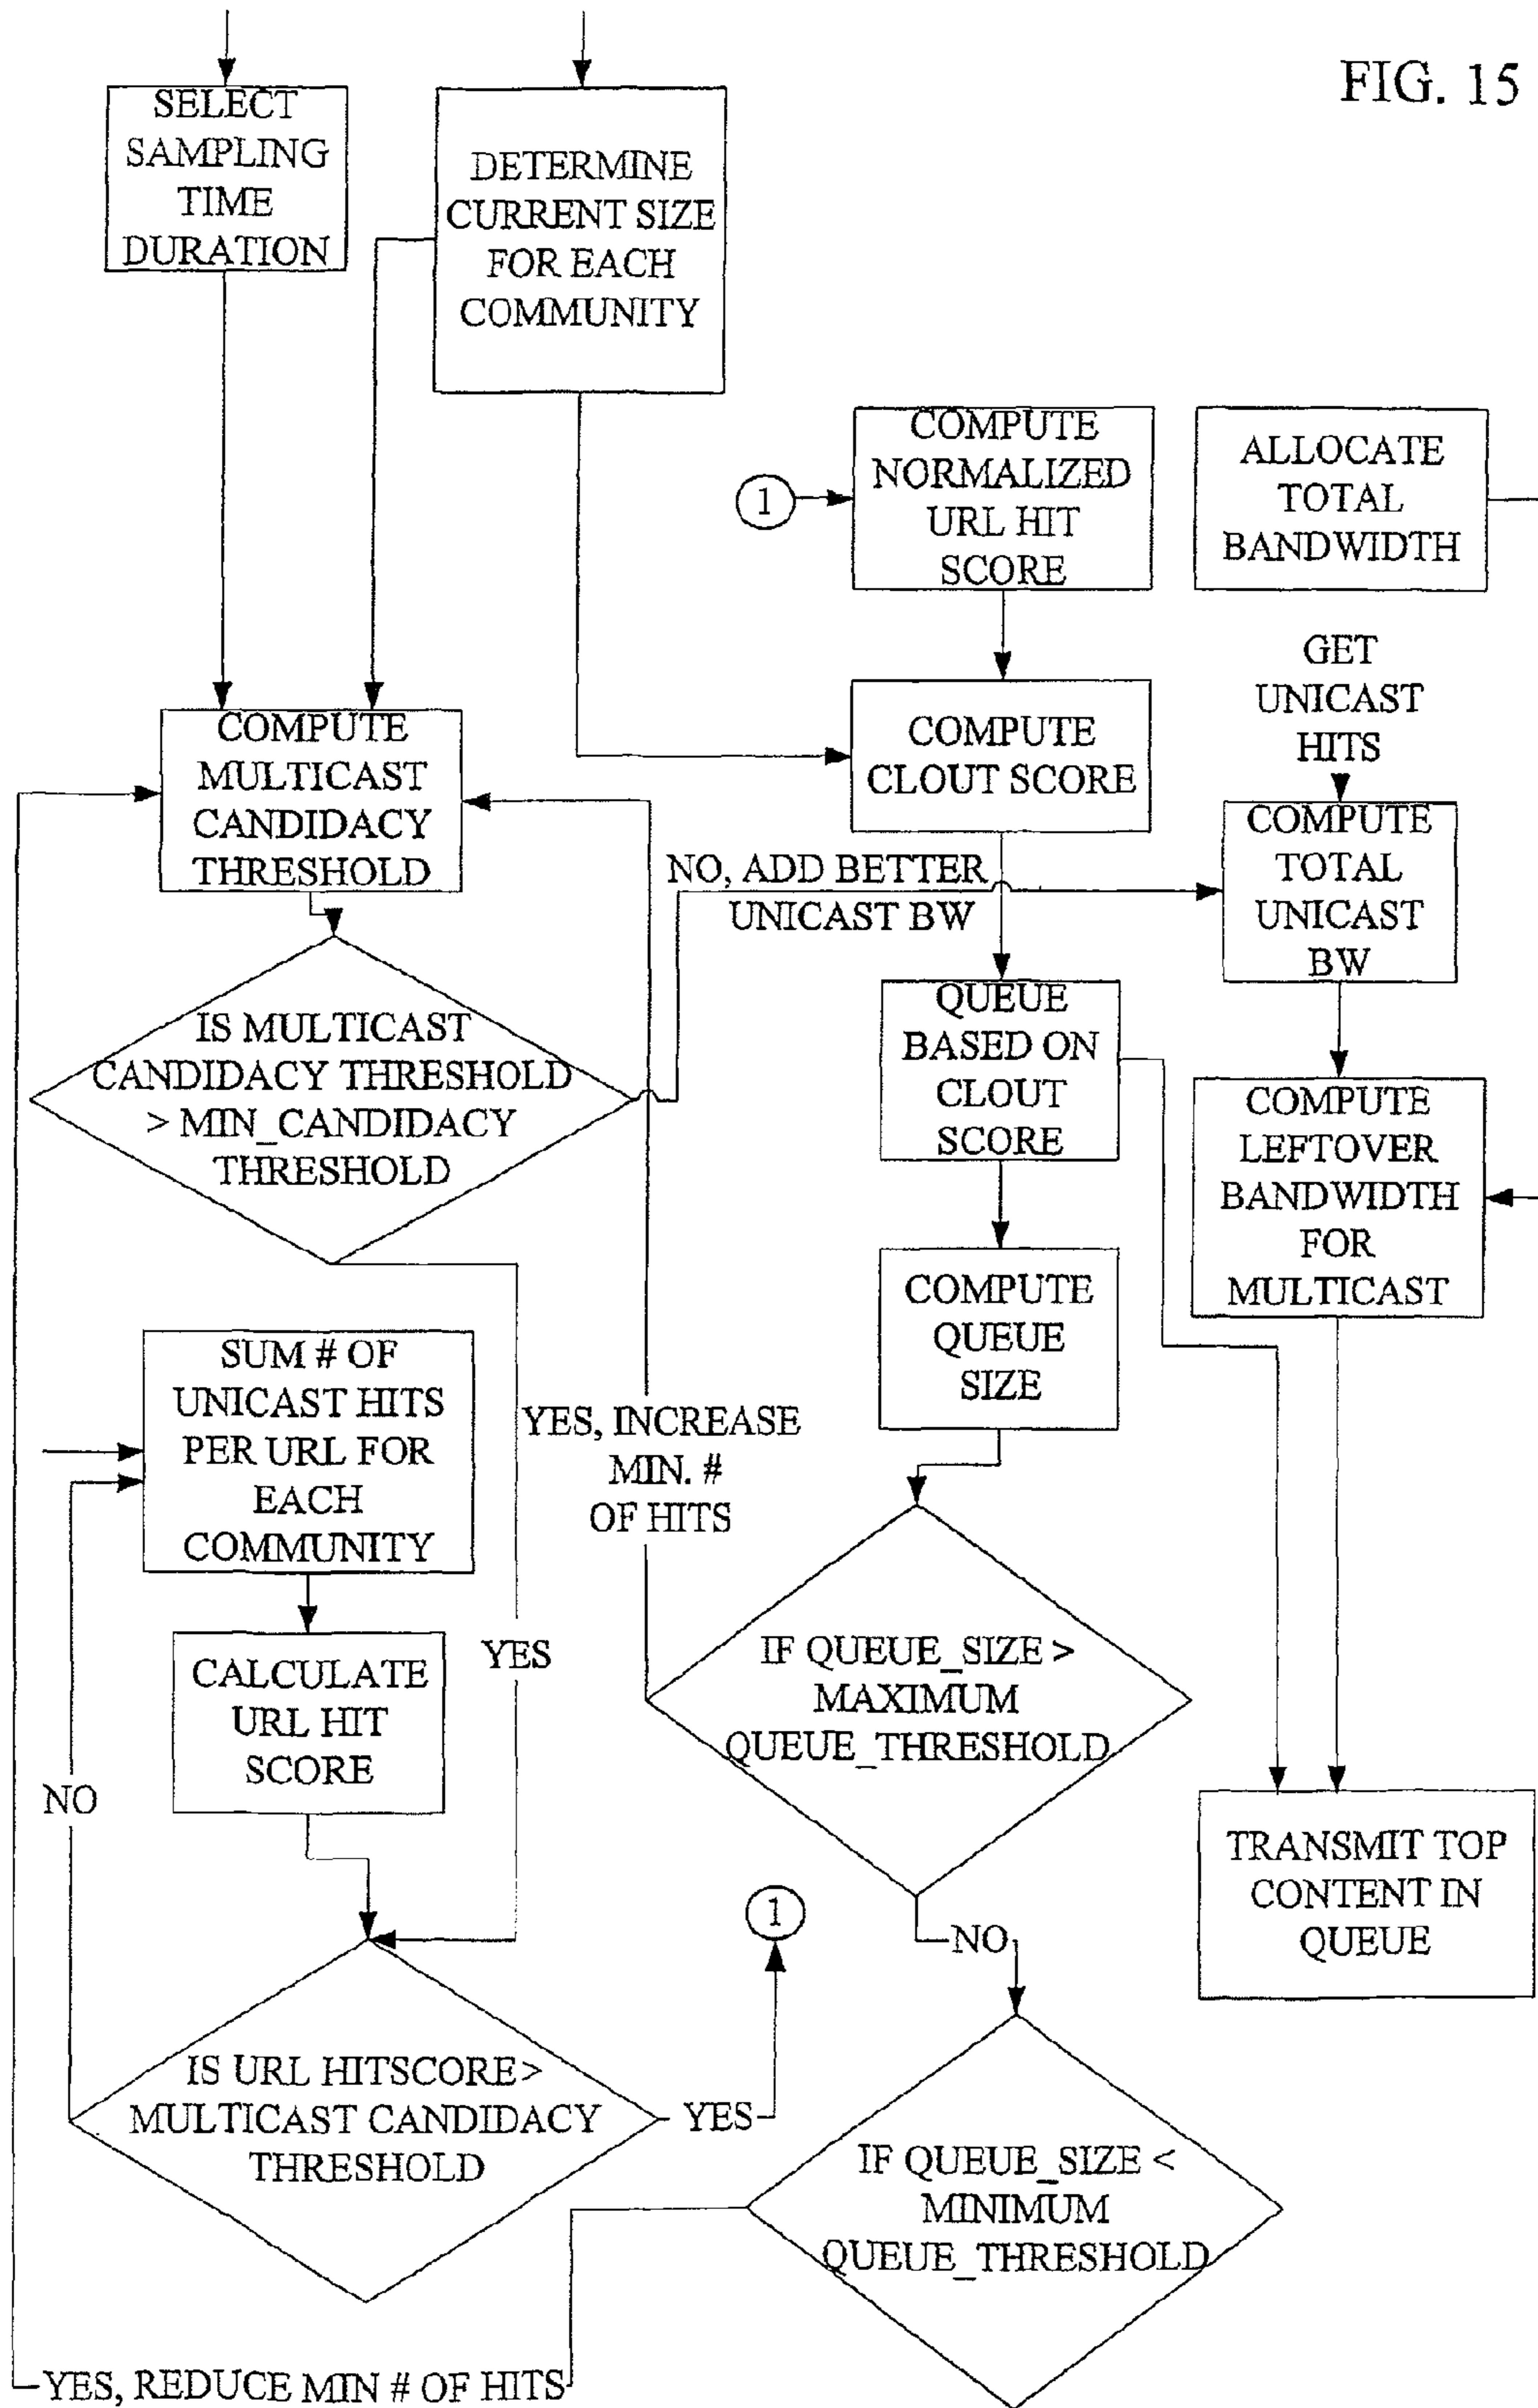 FIG. 15
SELECT
SAMPLING
TIME
DURATION
DETERMINE
CURRENT SIZE
FOR EACH
COMMUNITY
1
COMPUTE
NORMALIZED
URL HIT
SCORE
ALLOCATE
TOTAL
BANDWIDTH
GET
UNICAST
HITS
COMPUTE
MULTICAST
CANDIDACY
THRESHOLD
COMPUTE
CLOUT SCORE
COMPUTE
TOTAL
UNICAST
BW
NO, ADD BETTER
UNICAST BW
IS MULTICAST
CANDIDACY THRESHOLD
> MIN_CANDIDACY
THRESHOLD
QUEUE
BASED ON
CLOUT
SCORE
COMPUTE
LEFTOVER
BANDWIDTH
FOR
MULTICAST
COMPUTE
QUEUE
SIZE
SUM # OF
UNICAST HITS
PER URL FOR
EACH
COMMUNITY
YES, INCREASE
MIN. #
OF HITS
CALCULATE
URL HIT
SCORE
YES
IF QUEUE_SIZE >
MAXIMUM
QUEUE_THRESHOLD
NO
TRANSMIT TOP
CONTENT IN
QUEUE
1
NO
IS URL HITSCORE >
MULTICAST CANDIDACY
THRESHOLD
YES
IF QUEUE_SIZE <
MINIMUM
QUEUE_THRESHOLD
YES, REDUCE MIN # OF HITS